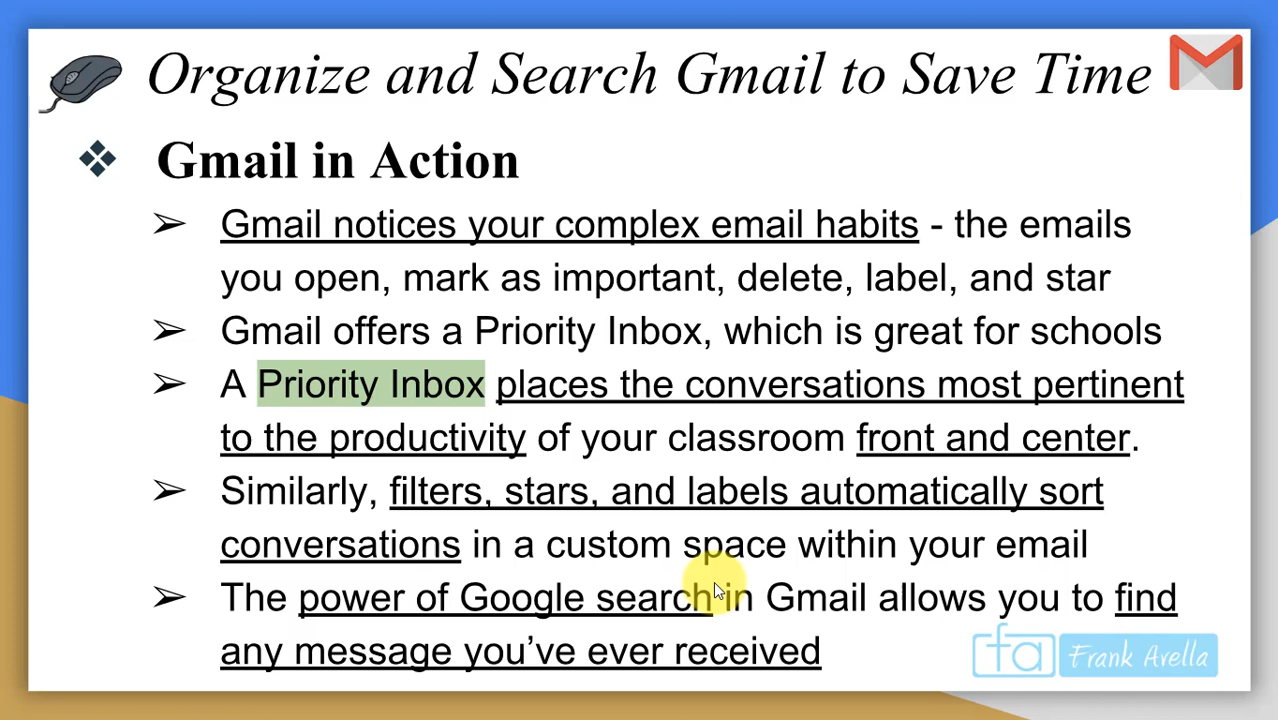 Organize and Search Gmail to Save Time
❖ Gmail in Action
➢ Gmail notices your complex email habits - the emails
you open, mark as important, delete, label, and star
➢ Gmail offers a Priority Inbox, which is great for schools
➢ A Priority Inbox places the conversations most pertinent
to the productivity of your classroom front and center.
➢ Similarly, filters, stars, and labels automatically sort
conversations in a custom space within your email
➢ The power of Google search in Gmail allows you to find
any message you’ve ever received
fa Frank Avella